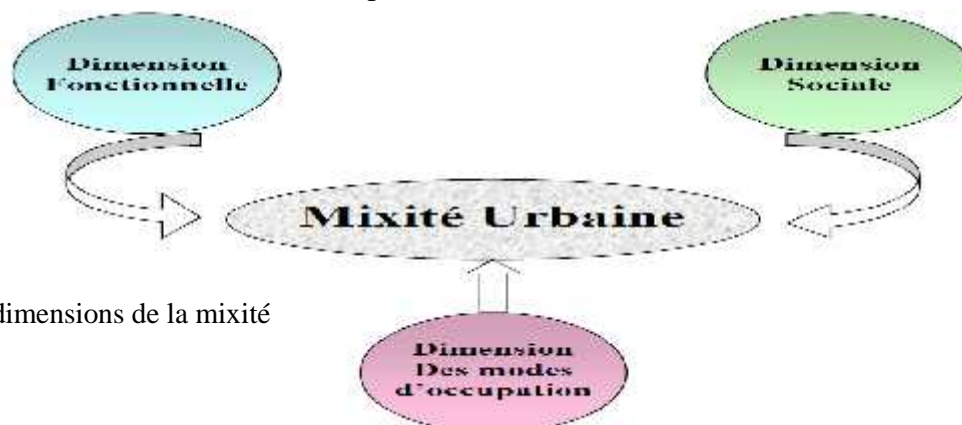 Dimension
Fonctionnelle
Dimension
Sociale
Mixité Urbaine
dimensions de la mixité
Dimension
Des modes
d'occupation